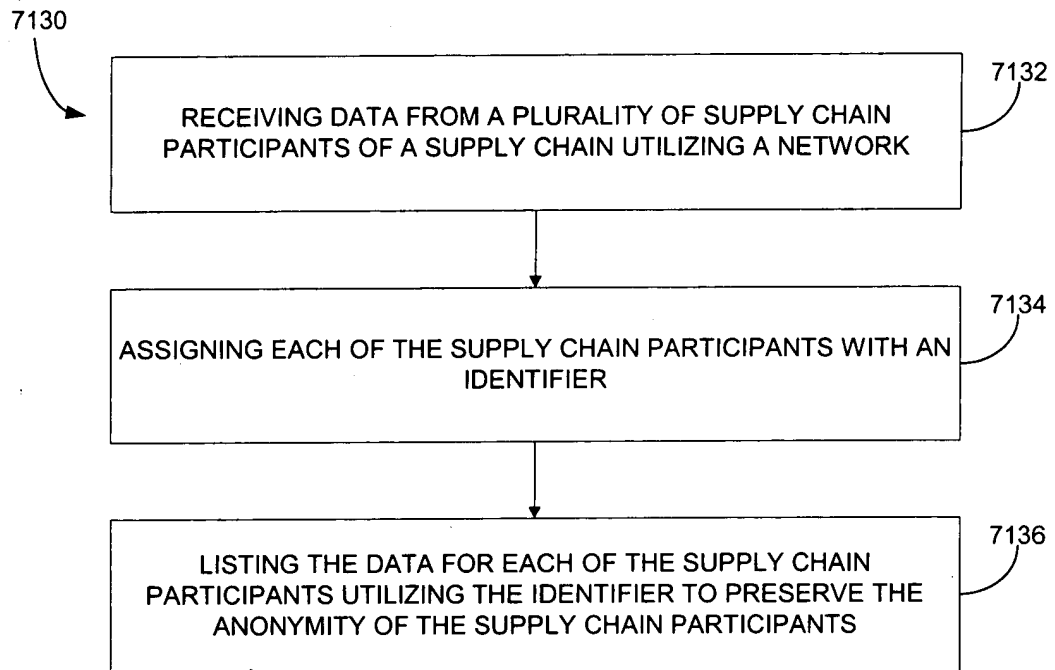 7130
7132
RECEIVING DATA FROM A PLURALITY OF SUPPLY CHAIN
PARTICIPANTS OF A SUPPLY CHAIN UTILIZING A NETWORK
7134
ASSIGNING EACH OF THE SUPPLY CHAIN PARTICIPANTS WITH AN
IDENTIFIER
7136
LISTING THE DATA FOR EACH OF THE SUPPLY CHAIN
PARTICIPANTS UTILIZING THE IDENTIFIER TO PRESERVE THE
ANONYMITY OF THE SUPPLY CHAIN PARTICIPANTS